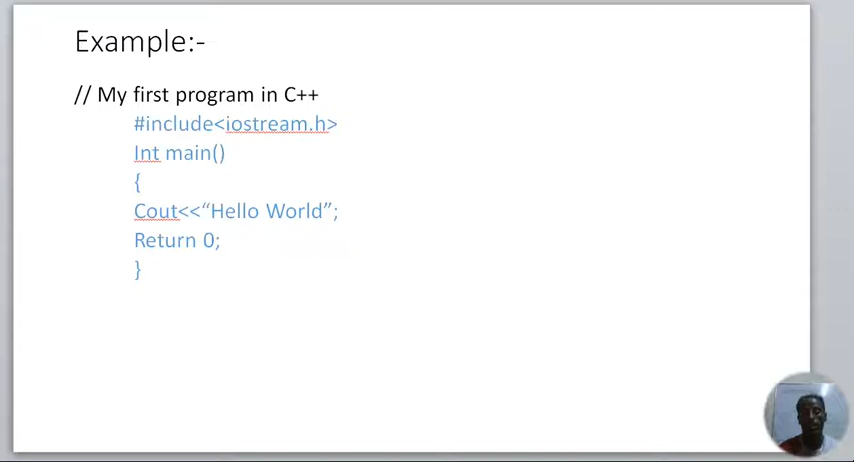 Example:-
// My first program in C++
#include<iostream.h>
Int main()
{
Cout<<“Hello World”;
Return 0;
}